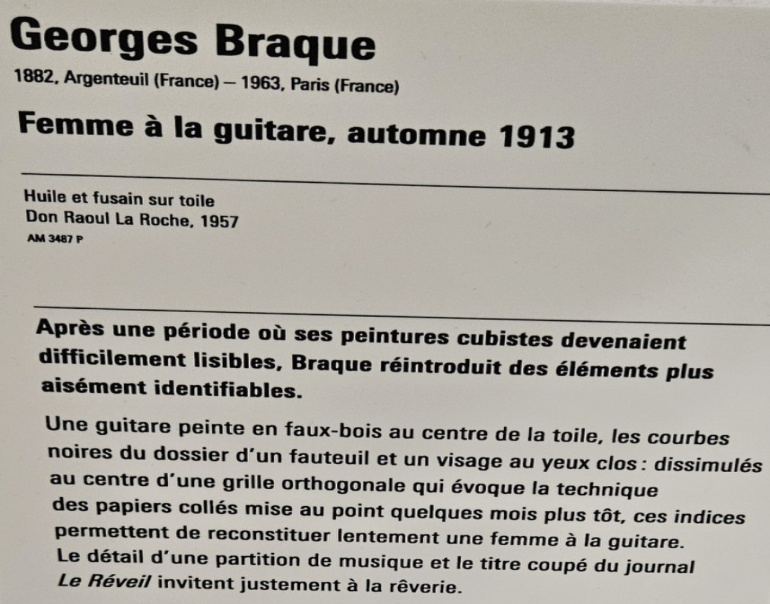 Georges Braque
1882, Argenteuil (France) – 1963, Paris (France)
Femme à la guitare, automne 1913
Huile et fusain sur toile
Don Raoul La Roche, 1957
AM 3487 P
Après une période où ses peintures cubistes devenaient
difficilement lisibles, Braque réintroduit des éléments plus
aisément identifiables.
Une guitare peinte en faux-bois au centre de la toile, les courbes
noires du dossier d'un fauteuil et un visage au yeux clos : dissimulés
au centre d'une grille orthogonale qui évoque la technique
des papiers collés mise au point quelques mois plus tôt, ces indices
permettent de reconstituer lentement une femme à la guitare.
Le détail d'une partition de musique et le titre coupé du journal
Le Réveil invitent justement à la rêverie.